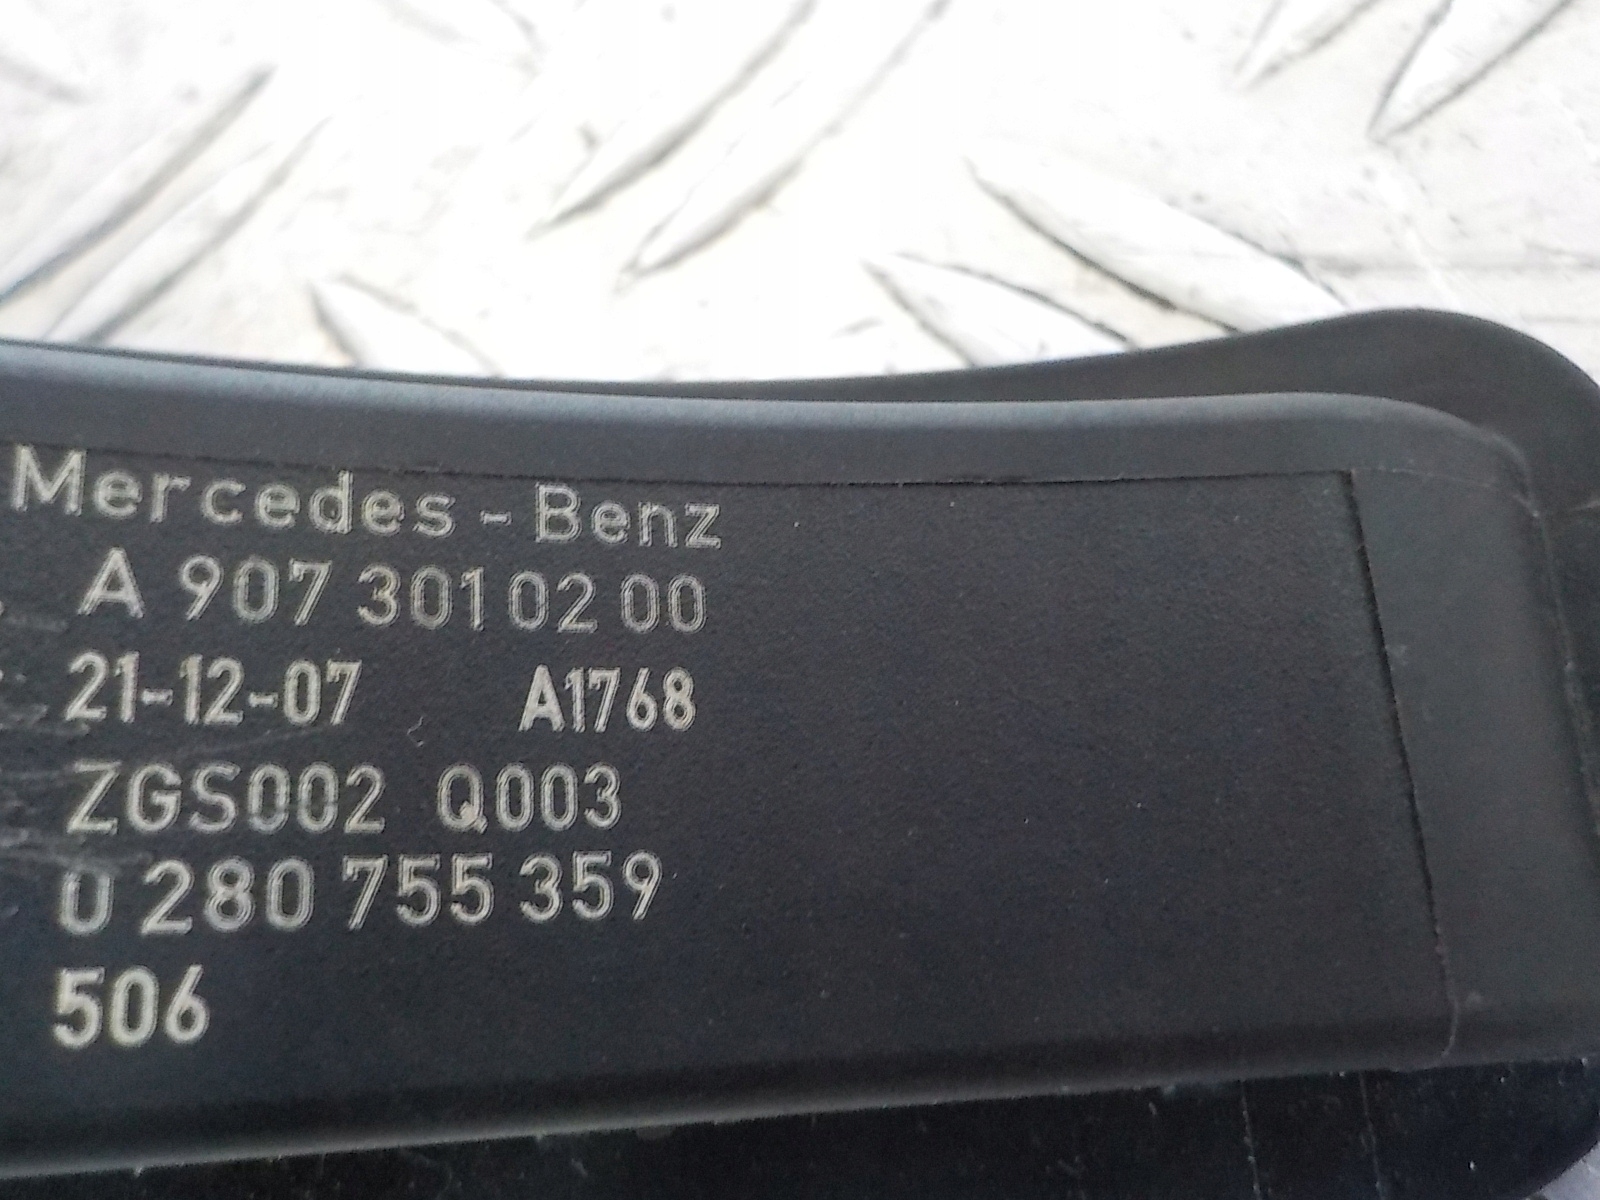 Mercedes-Benz
A 907 301 02 00
21-12-07 A1768
ZGS002 Q003
0 280 755 359
506